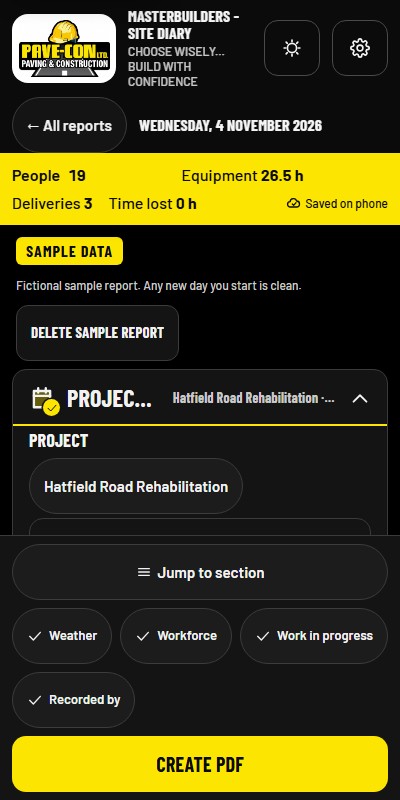 PAVE-CON LTD.
PAVING & CONSTRUCTION
MASTERBUILDERS -
SITE DIARY
CHOOSE WISELY...
BUILD WITH
CONFIDENCE
← All reports
WEDNESDAY, 4 NOVEMBER 2026
People 19
Equipment 26.5 h
Deliveries 3
Time lost 0 h
Saved on phone
SAMPLE DATA
Fictional sample report. Any new day you start is clean.
DELETE SAMPLE REPORT
PROJEC...
Hatfield Road Rehabilitation ·...
PROJECT
Hatfield Road Rehabilitation
Jump to section
Weather
Workforce
Work in progress
Recorded by
CREATE PDF